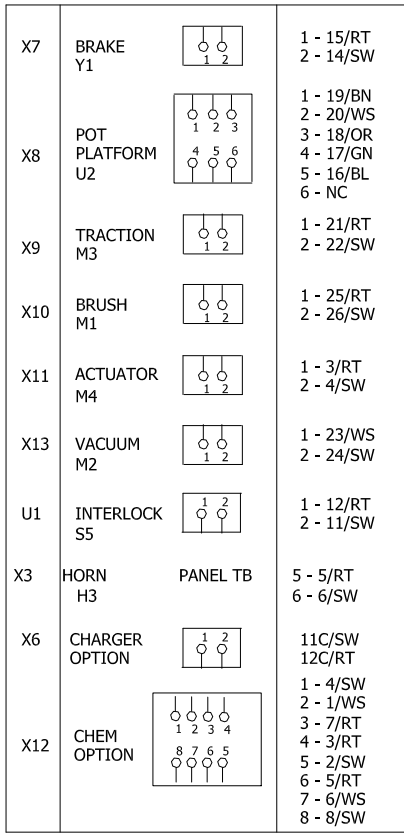 X7 BRAKE Y1
1 2
1 - 15/RT
2 - 14/SW
X8 POT PLATFORM U2
1 2 3
4 5 6
1 - 19/BN
2 - 20/WS
3 - 18/OR
4 - 17/GN
5 - 16/BL
6 - NC
X9 TRACTION M3
1 2
1 - 21/RT
2 - 22/SW
X10 BRUSH M1
1 2
1 - 25/RT
2 - 26/SW
X11 ACTUATOR M4
1 2
1 - 3/RT
2 - 4/SW
X13 VACUUM M2
1 2
1 - 23/WS
2 - 24/SW
U1 INTERLOCK S5
1 2
1 - 12/RT
2 - 11/SW
X3 HORN H3
PANEL TB
5 - 5/RT
6 - 6/SW
X6 CHARGER OPTION
1 2
11C/SW
12C/RT
X12 CHEM OPTION
1 2 3 4
8 7 6 5
1 - 4/SW
2 - 1/WS
3 - 7/RT
4 - 3/RT
5 - 2/SW
6 - 5/RT
7 - 6/WS
8 - 8/SW